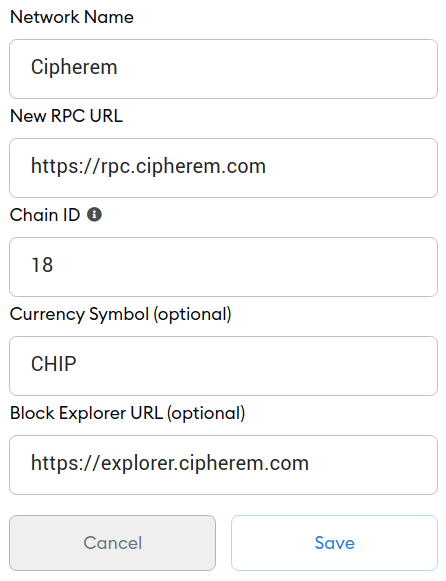 Network Name
Cipherem
New RPC URL
https://rpc.cipherem.com
Chain ID
18
Currency Symbol (optional)
CHIP
Block Explorer URL (optional)
https://explorer.cipherem.com
Cancel Save